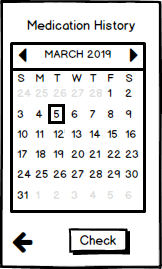 Medication History
MARCH 2019
S M T W T F S
24 25 26 27 28 1 2
3 4 5 6 7 8 9
10 11 12 13 14 15 16
17 18 19 20 21 22 23
24 25 26 27 28 29 30
31 1 2 3 4 5 6
Check